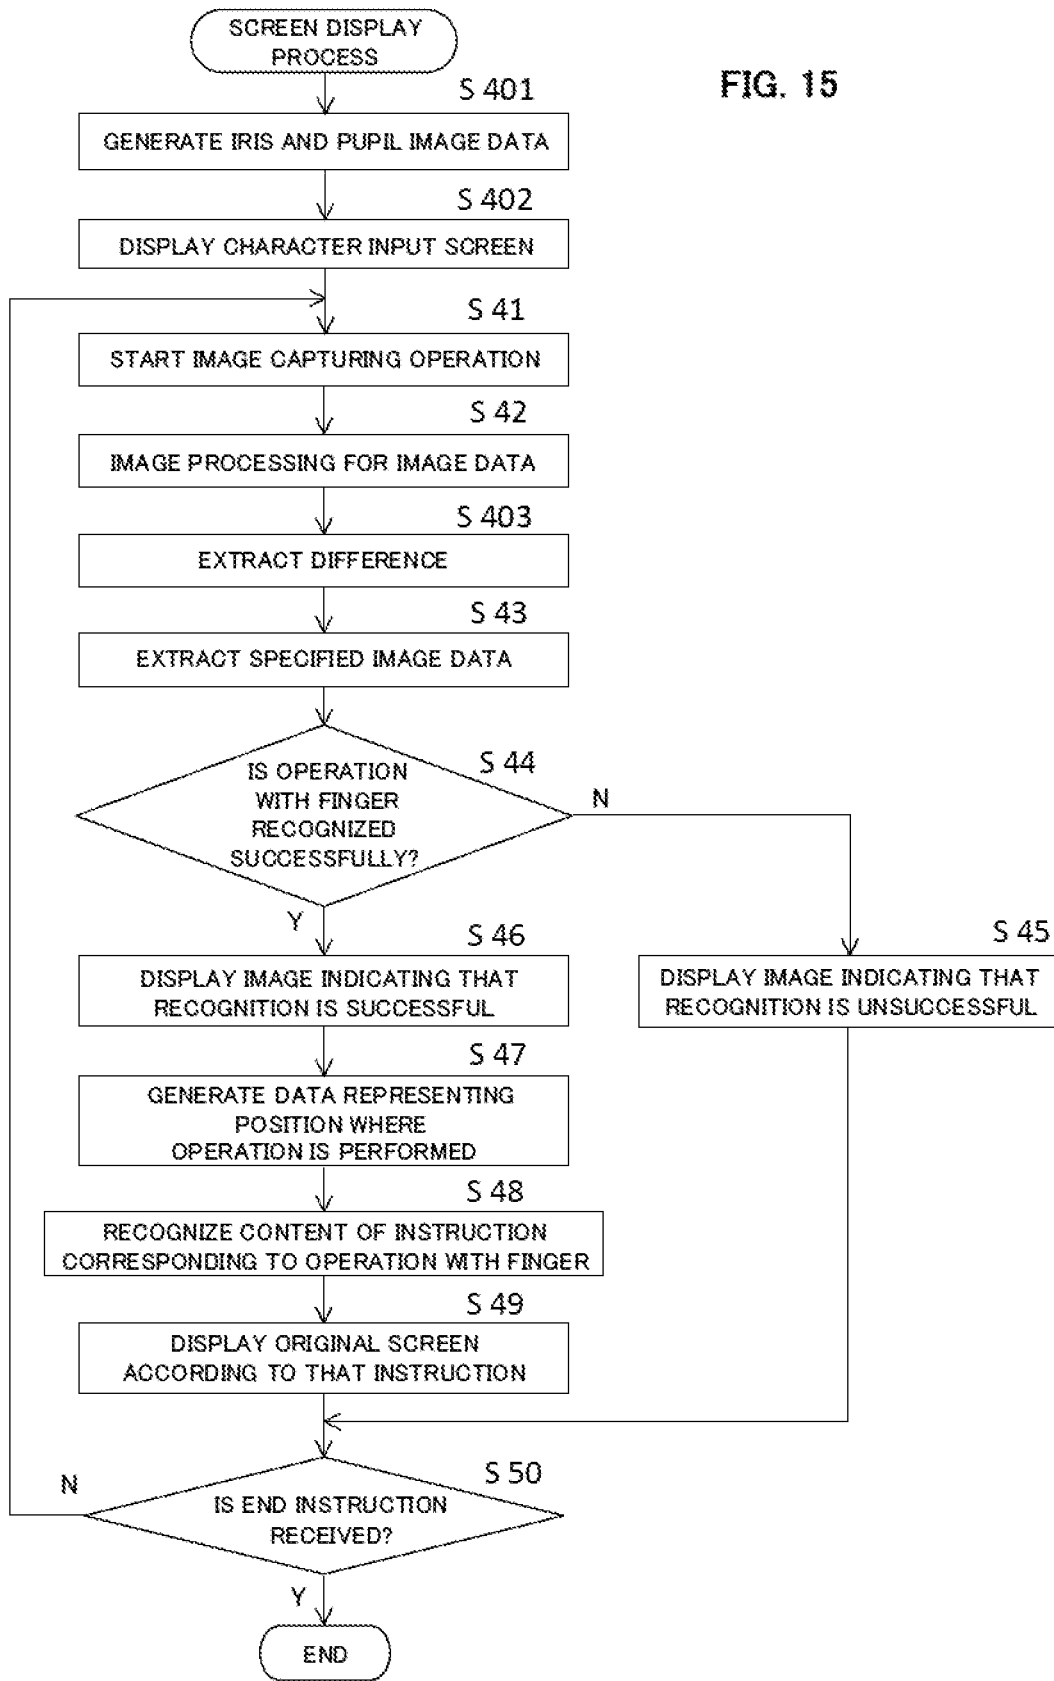 SCREEN DISPLAY
PROCESS
FIG. 15
S 401
GENERATE IRIS AND PUPIL IMAGE DATA
S 402
DISPLAY CHARACTER INPUT SCREEN
S 41
START IMAGE CAPTURING OPERATION
S 42
IMAGE PROCESSING FOR IMAGE DATA
S 403
EXTRACT DIFFERENCE
S 43
EXTRACT SPECIFIED IMAGE DATA
S 44
IS OPERATION
WITH FINGER
RECOGNIZED
SUCCESSFULLY?
N
Y
S 46
DISPLAY IMAGE INDICATING THAT
RECOGNITION IS SUCCESSFUL
S 45
DISPLAY IMAGE INDICATING THAT
RECOGNITION IS UNSUCCESSFUL
S 47
GENERATE DATA REPRESENTING
POSITION WHERE
OPERATION IS PERFORMED
S 48
RECOGNIZE CONTENT OF INSTRUCTION
CORRESPONDING TO OPERATION WITH FINGER
S 49
DISPLAY ORIGINAL SCREEN
ACCORDING TO THAT INSTRUCTION
S 50
N
IS END INSTRUCTION
RECEIVED?
Y
END